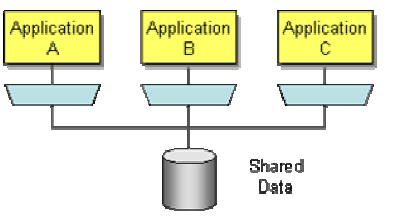 Application
A
Application
B
Application
C
Shared
Data